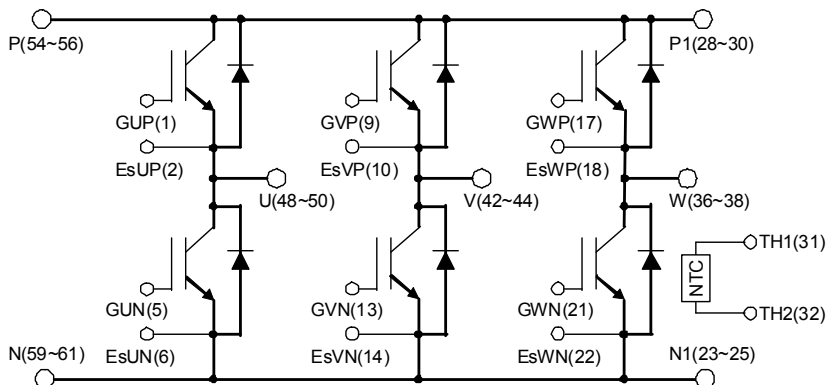 P(54~56)
P1(28~30)
GUP(1)
GVP(9)
GWP(17)
EsUP(2)
EsVP(10)
EsWP(18)
U(48~50)
V(42~44)
W(36~38)
TH1(31)
NTC
GUN(5)
GVN(13)
GWN(21)
TH2(32)
EsUN(6)
EsVN(14)
EsWN(22)
N(59~61)
N1(23~25)